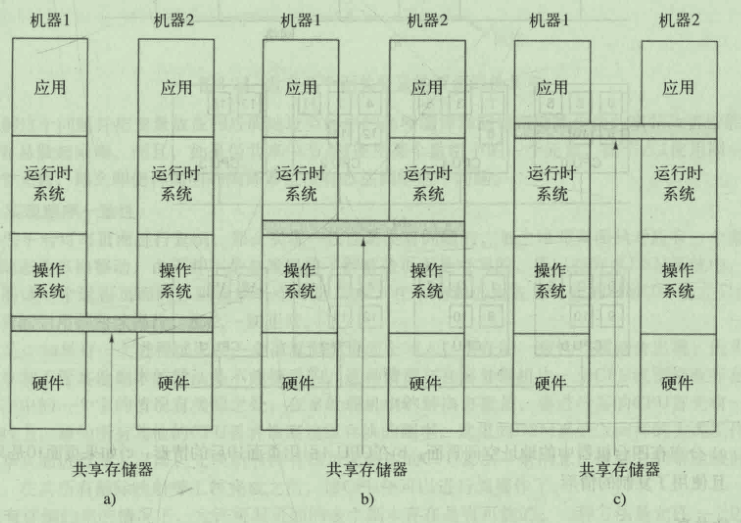 机器1 机器2 机器1 机器2 机器1 机器2
应用 应用 应用 应用 应用 应用
运行时 运行时 运行时 运行时 运行时 运行时
系统 系统 系统 系统 系统 系统
操作 操作 操作 操作 操作 操作
系统 系统 系统 系统 系统 系统
硬件 硬件 硬件 硬件 硬件 硬件
共享存储器 共享存储器 共享存储器
a) b) c)